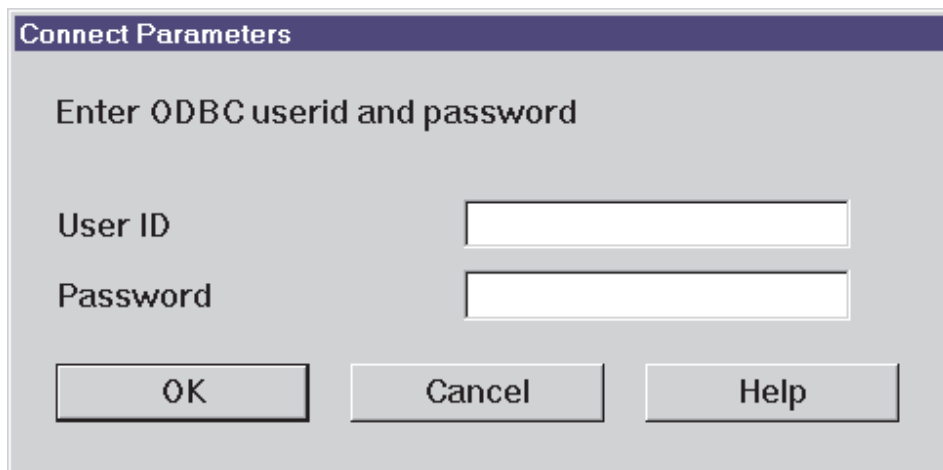 Connect Parameters
Enter ODBC userid and password
User ID
Password
OK Cancel Help